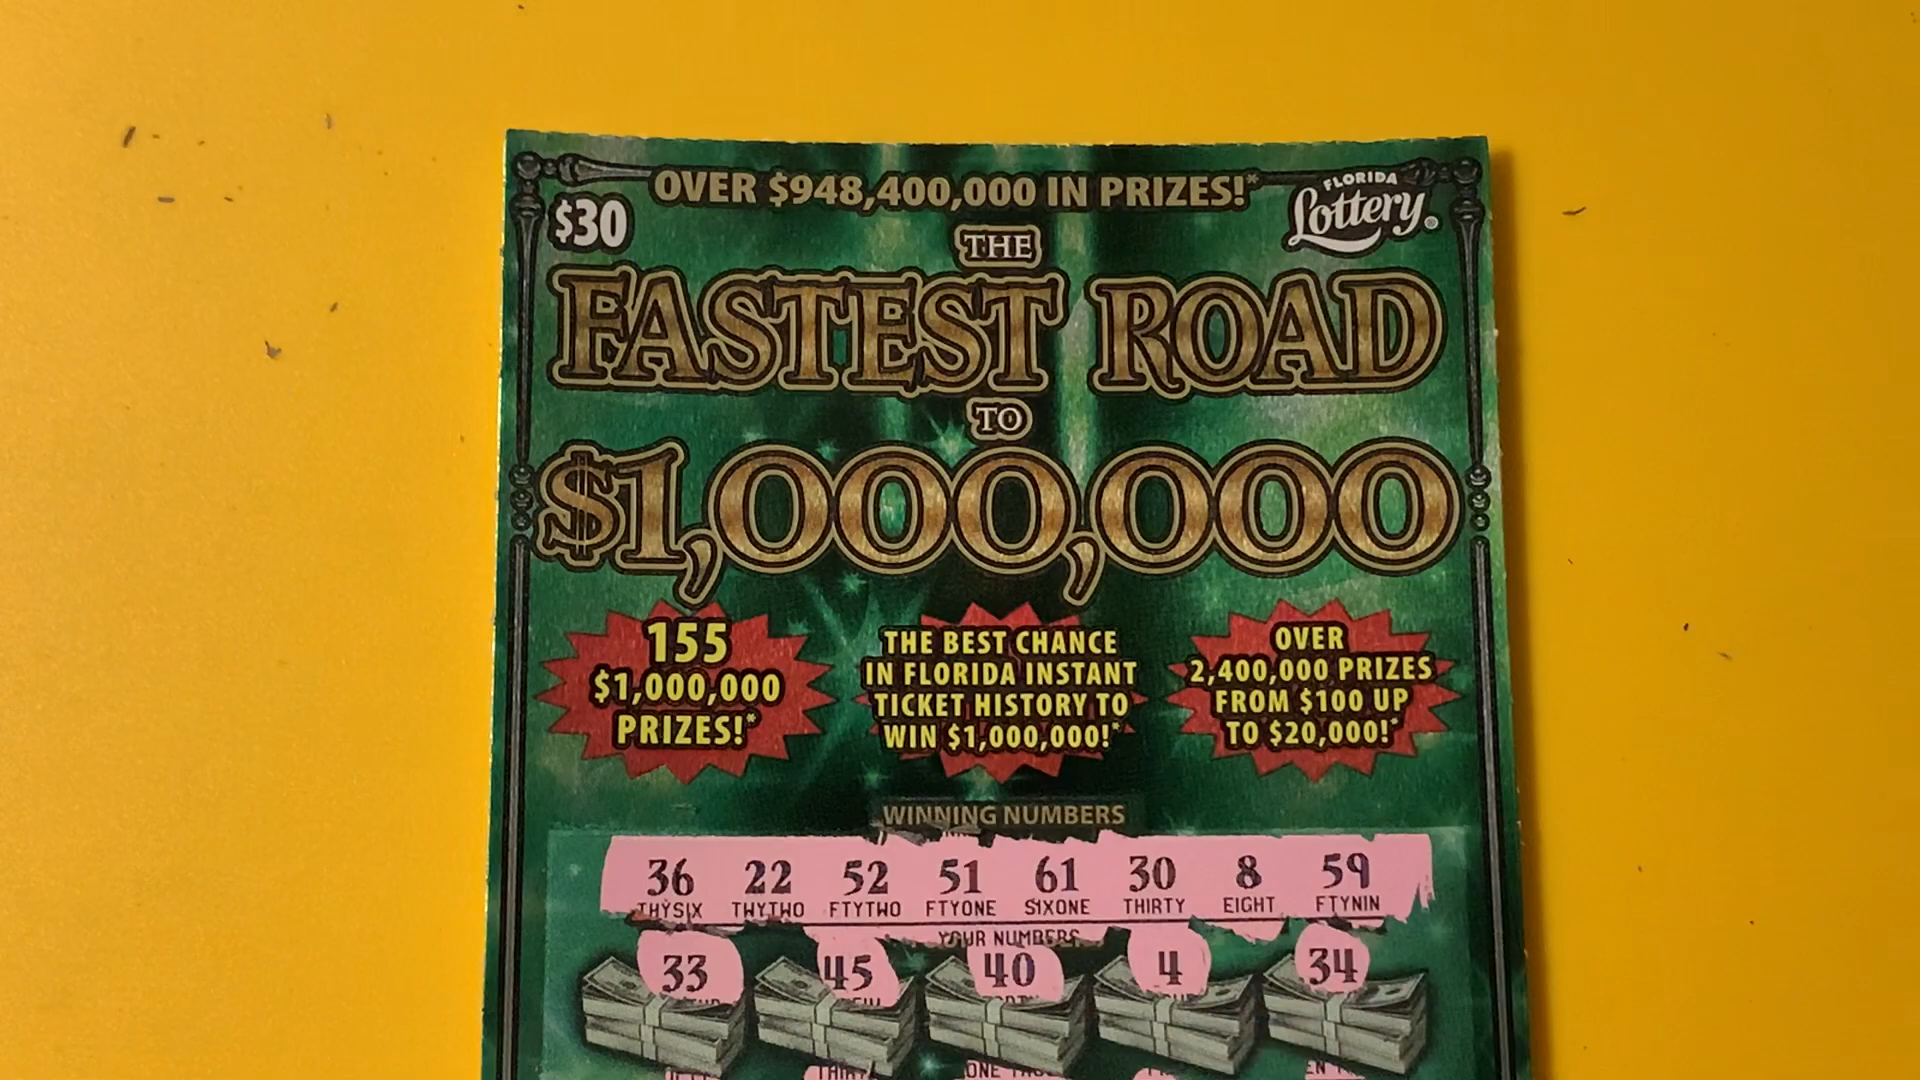 OVER $948,400,000 IN PRIZES!*
$30
FLORIDA
Lottery®
THE
FASTEST ROAD
TO
$1,000,000
155
$1,000,000
PRIZES!*
THE BEST CHANCE
IN FLORIDA INSTANT
TICKET HISTORY TO
WIN $1,000,000!*
OVER
2,400,000 PRIZES
FROM $100 UP
TO $20,000!*
WINNING NUMBERS
36 22 52 51 61 30 8 59
THYSIX TWYTWO FTYTWO FTYONE SIXONE THIRTY EIGHT FTYNIN
YOUR NUMBERS
33 45 40 4 34